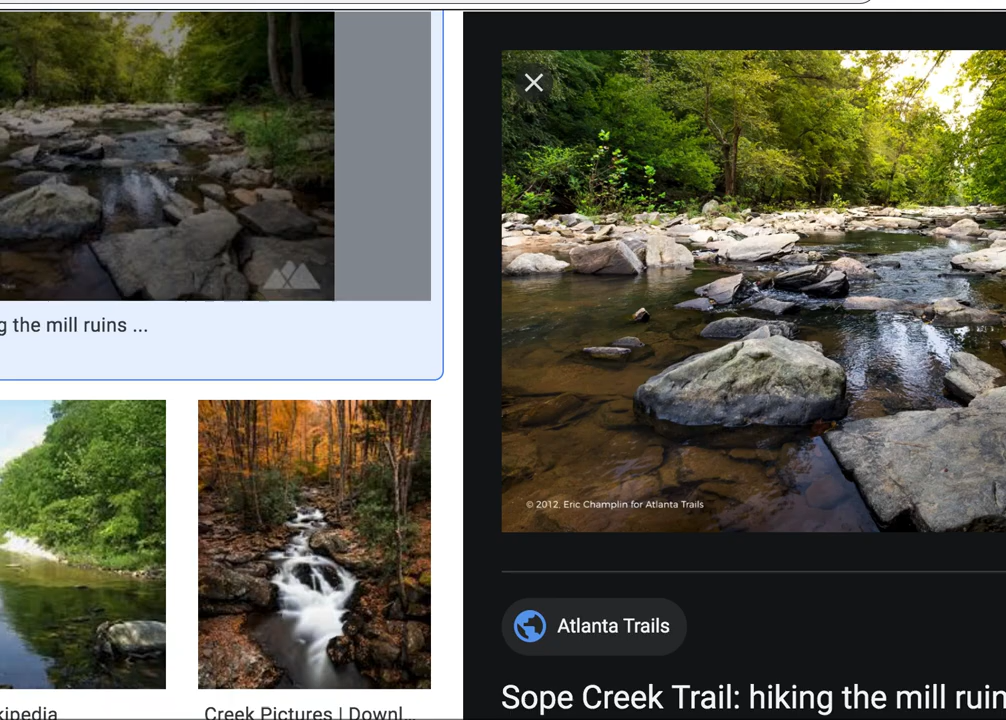 g the mill ruins ...
kipedia
Creek Pictures | Downl...
© 2012, Eric Champlin for Atlanta Trails
Atlanta Trails
Sope Creek Trail: hiking the mill ruin